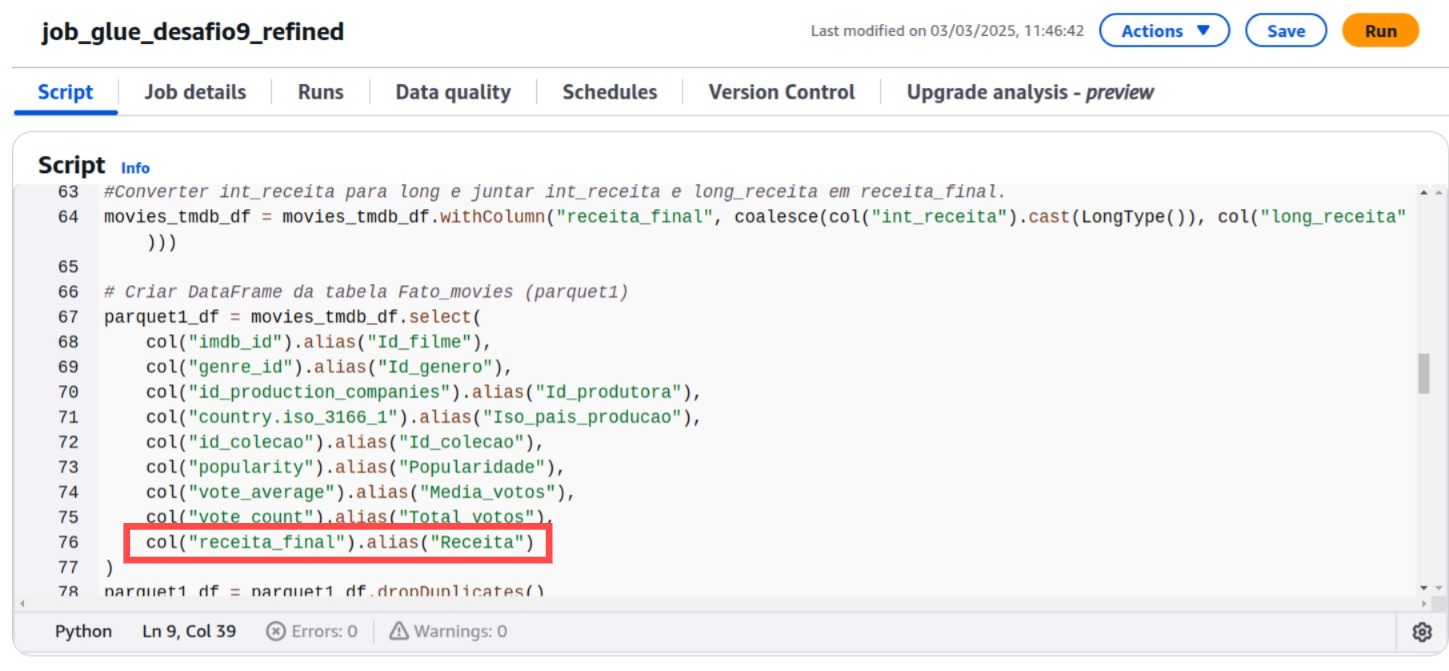 job_glue_desafio9_refined
Last modified on 03/03/2025, 11:46:42
Actions
Save
Run
Script
Job details
Runs
Data quality
Schedules
Version Control
Upgrade analysis - preview
Script Info
63 #Converter int_receita para long e juntar int_receita e long_receita em receita_final.
64 movies_tmdb_df = movies_tmdb_df.withColumn("receita_final", coalesce(col("int_receita").cast(LongType()), col("long_receita"
)))
65
66 # Criar DataFrame da tabela Fato_movies (parquet1)
67 parquet1_df = movies_tmdb_df.select(
68 col("imdb_id").alias("Id_filme"),
69 col("genre_id").alias("Id_genero"),
70 col("id_production_companies").alias("Id_produtora"),
71 col("country.iso_3166_1").alias("Iso_pais_producao"),
72 col("id_colecao").alias("Id_colecao"),
73 col("popularity").alias("Popularidade"),
74 col("vote_average").alias("Media_votos"),
75 col("vote_count").alias("Total_votos"),
76 col("receita_final").alias("Receita")
77 )
78 parquet1_df = parquet1_df.dropDuplicates()
Python
Ln 9, Col 39
Errors: 0
Warnings: 0